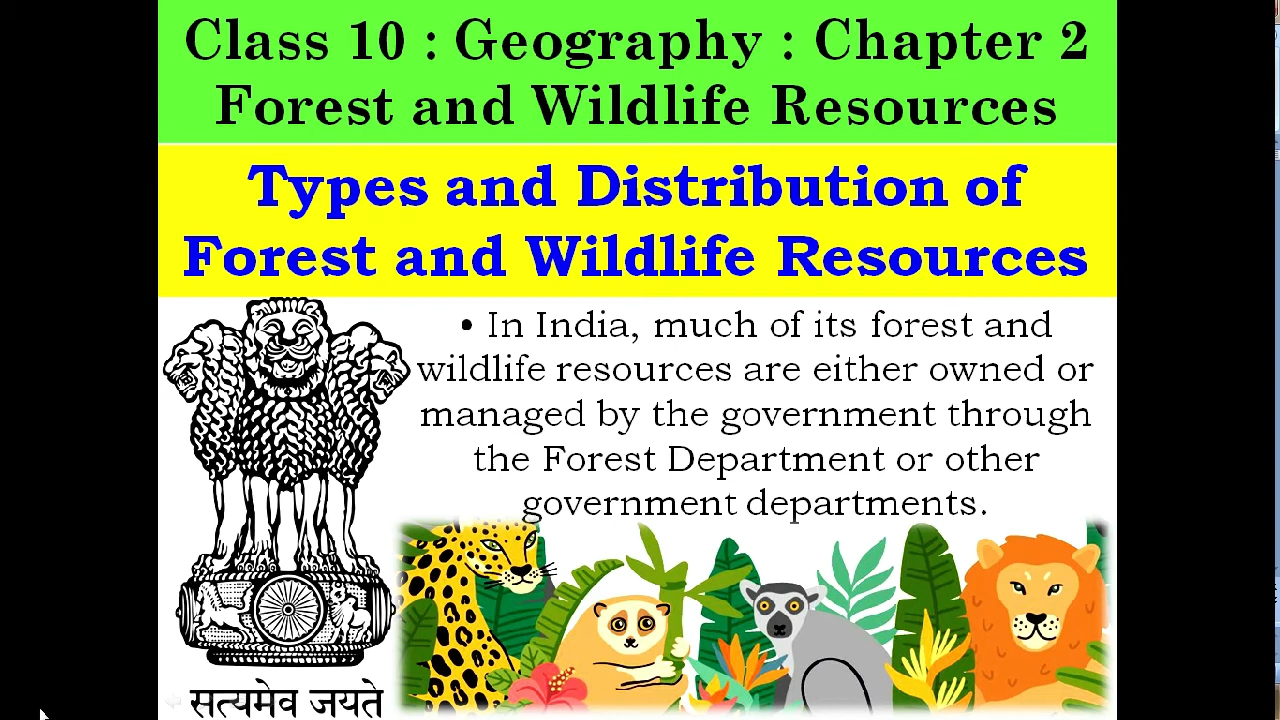 Class 10 : Geography : Chapter 2
Forest and Wildlife Resources
Types and Distribution of
Forest and Wildlife Resources
• In India, much of its forest and
wildlife resources are either owned or
managed by the government through
the Forest Department or other
government departments.
सत्यमेव जयते